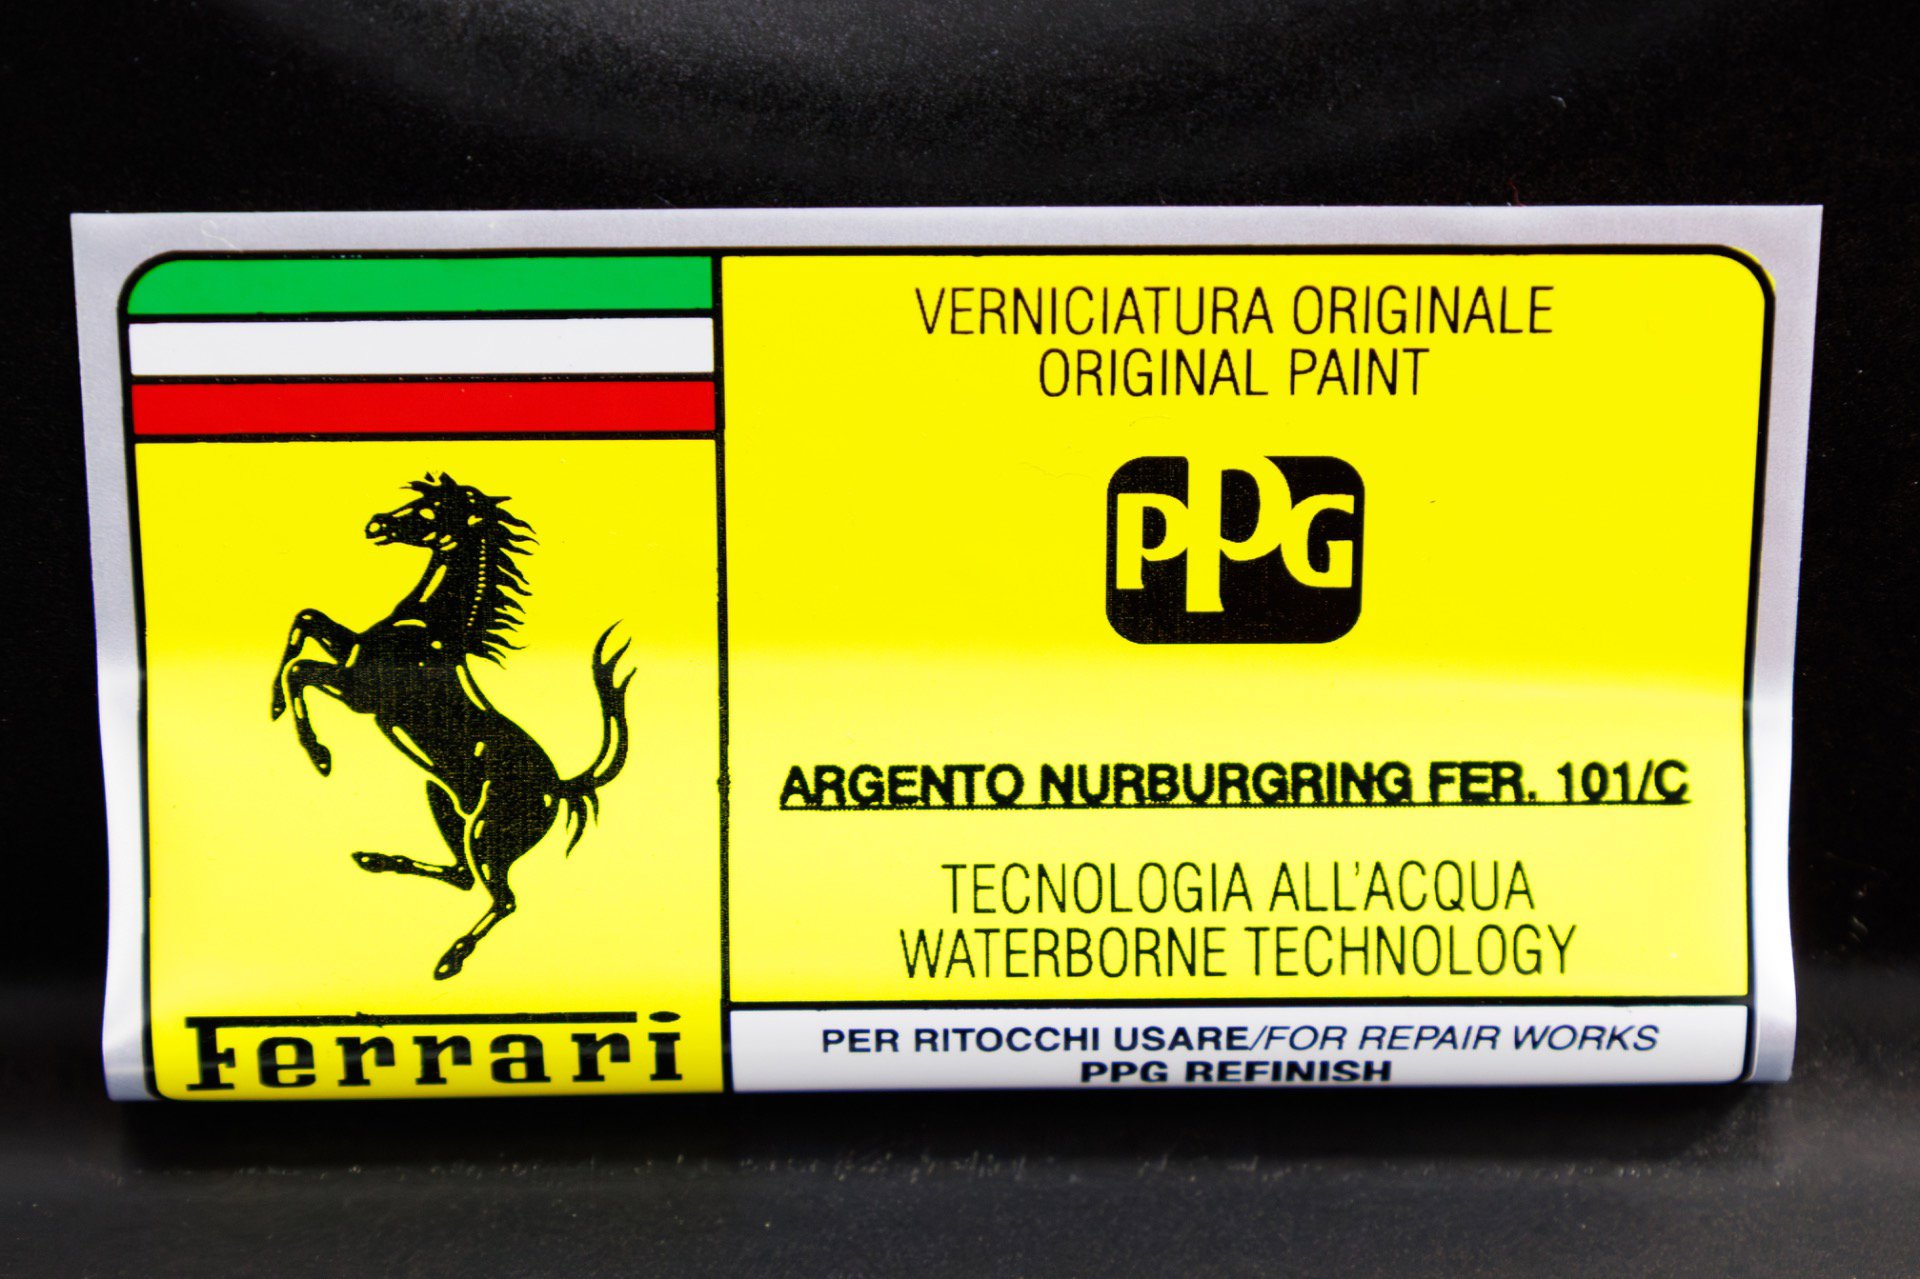 VERNICIATURA ORIGINALE
ORIGINAL PAINT
PPG
ARGENTO NURBURGRING FER. 101/C
TECNOLOGIA ALL'ACQUA
WATERBORNE TECHNOLOGY
Ferrari
PER RITOCCHI USARE/FOR REPAIR WORKS
PPG REFINISH